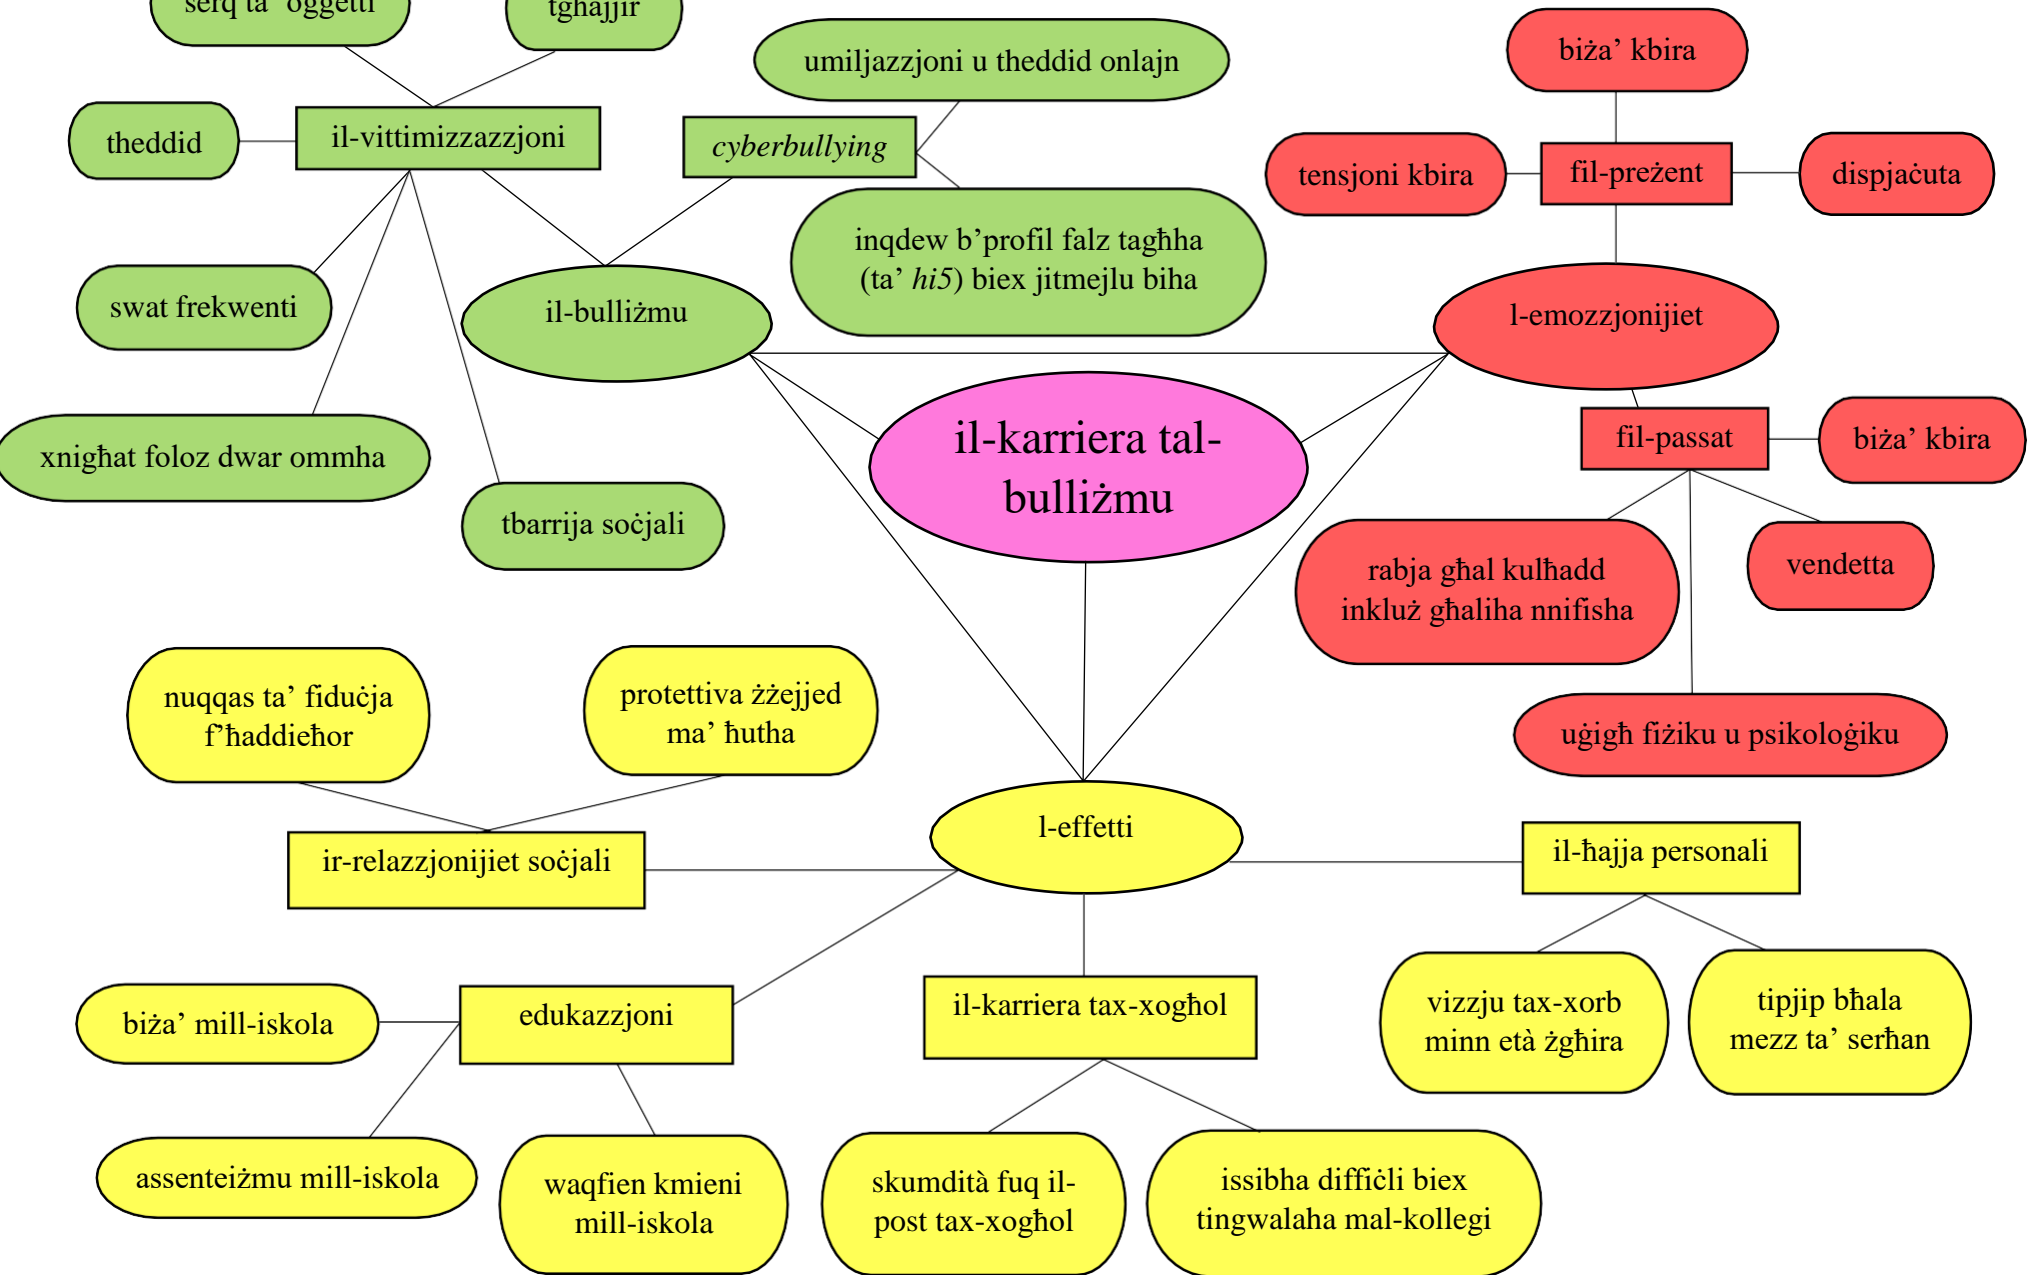 serq ta' oġġetti
tgħajjir
umiljazzjoni u theddid onlajn
biża' kbira
theddid
il-vittimizzazzjoni
cyberbullying
tensjoni kbira
fil-preżent
dispjaċuta
inqdew b'profil falz tagħha
(ta' hi5) biex jitmejlu biha
swat frekwenti
il-bulliżmu
l-emozzjonijiet
il-karriera tal-
bulliżmu
fil-passat
biża' kbira
xnigħat foloz dwar ommha
tbarrija soċjali
rabja għal kulħadd
inkluż għaliha nnifisha
vendetta
nuqqas ta' fiduċja
f'ħaddieħor
protettiva żżejjed
ma' ħutha
uġigħ fiżiku u psikoloġiku
l-effetti
ir-relazzjonijiet soċjali
il-ħajja personali
biża' mill-iskola
edukazzjoni
il-karriera tax-xogħol
vizzju tax-xorb
minn età żgħira
tipjip bħala
mezz ta' serħan
assenteiżmu mill-iskola
waqfien kmieni
mill-iskola
skumdità fuq il-
post tax-xogħol
issibha diffiċli biex
tingwalaha mal-kollegi